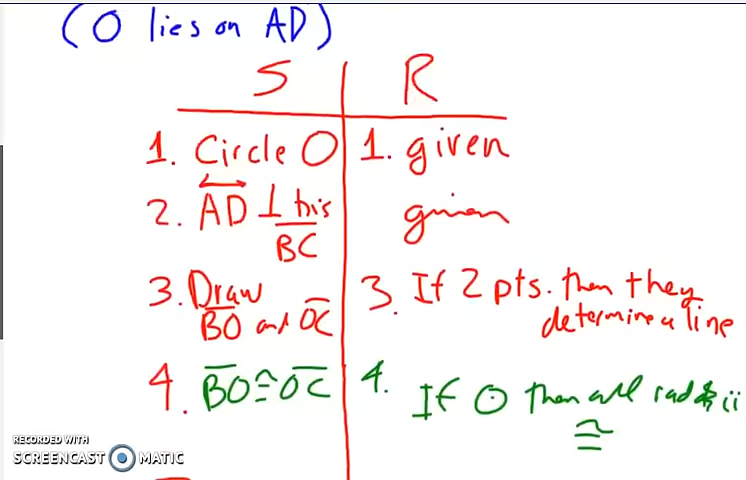 (O lies on AD)
S R
1. Circle O 1. given
2. AD ⊥ bis given
BC
3. Draw 3. If 2 pts. then they
BO and OC determine a line
4. BO ≅ OC 4. If ⊙ then all radii
≅
RECORDED WITH
SCREENCAST MATIC